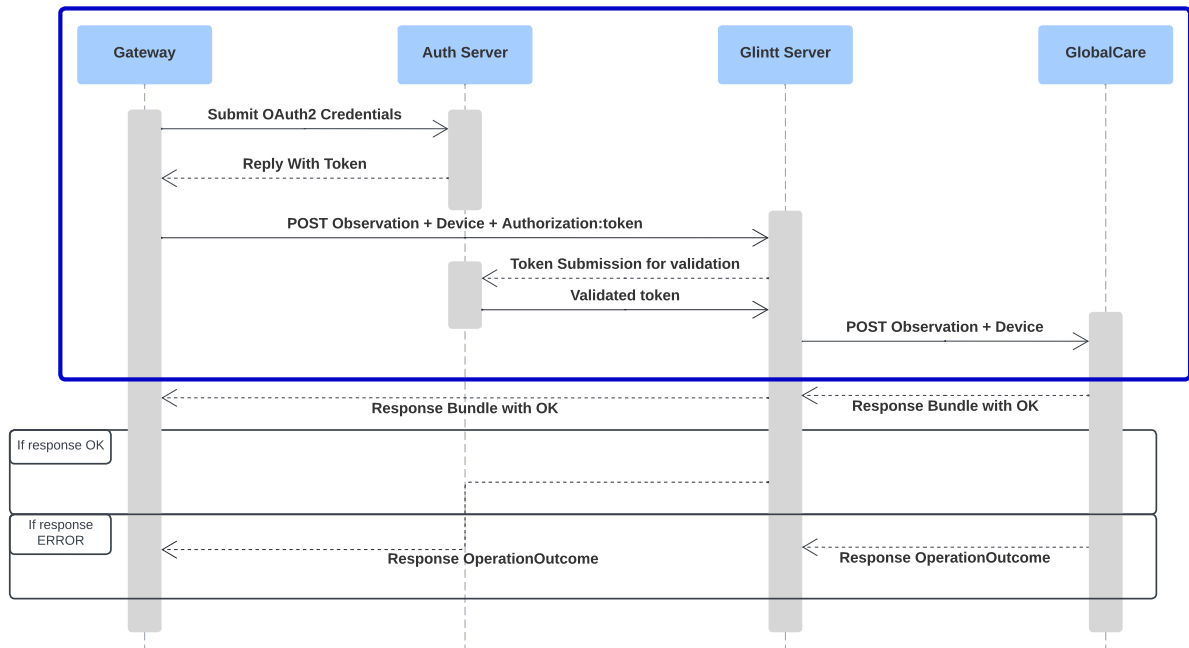 Gateway
Auth Server
Glintt Server
GlobalCare
Submit OAuth2 Credentials
Reply With Token
POST Observation + Device + Authorization:token
Token Submission for validation
Validated token
POST Observation + Device
Response Bundle with OK
Response Bundle with OK
If response OK
If response
ERROR
Response OperationOutcome
Response OperationOutcome